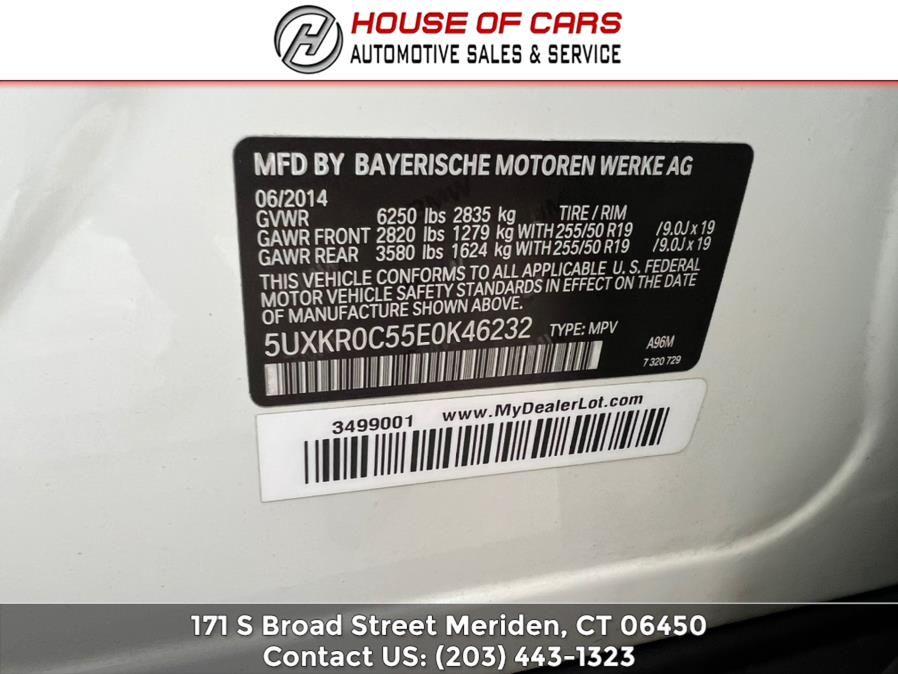 HOUSE OF CARS
AUTOMOTIVE SALES & SERVICE
MFD BY BAYERISCHE MOTOREN WERKE AG
06/2014
GVWR 6250 lbs 2835 kg TIRE / RIM
GAWR FRONT 2820 lbs 1279 kg WITH 255/50 R19 /9.0J x 19
GAWR REAR 3580 lbs 1624 kg WITH 255/50 R19 /9.0J x 19
THIS VEHICLE CONFORMS TO ALL APPLICABLE U.S. FEDERAL
MOTOR VEHICLE SAFETY STANDARDS IN EFFECT ON THE DATE
OF MANUFACTURE SHOWN ABOVE.
5UXKR0C55E0K46232 TYPE: MPV A96M
7 320 729
3499001 www.MyDealerLot.com
171 S Broad Street Meriden, CT 06450
Contact US: (203) 443-1323